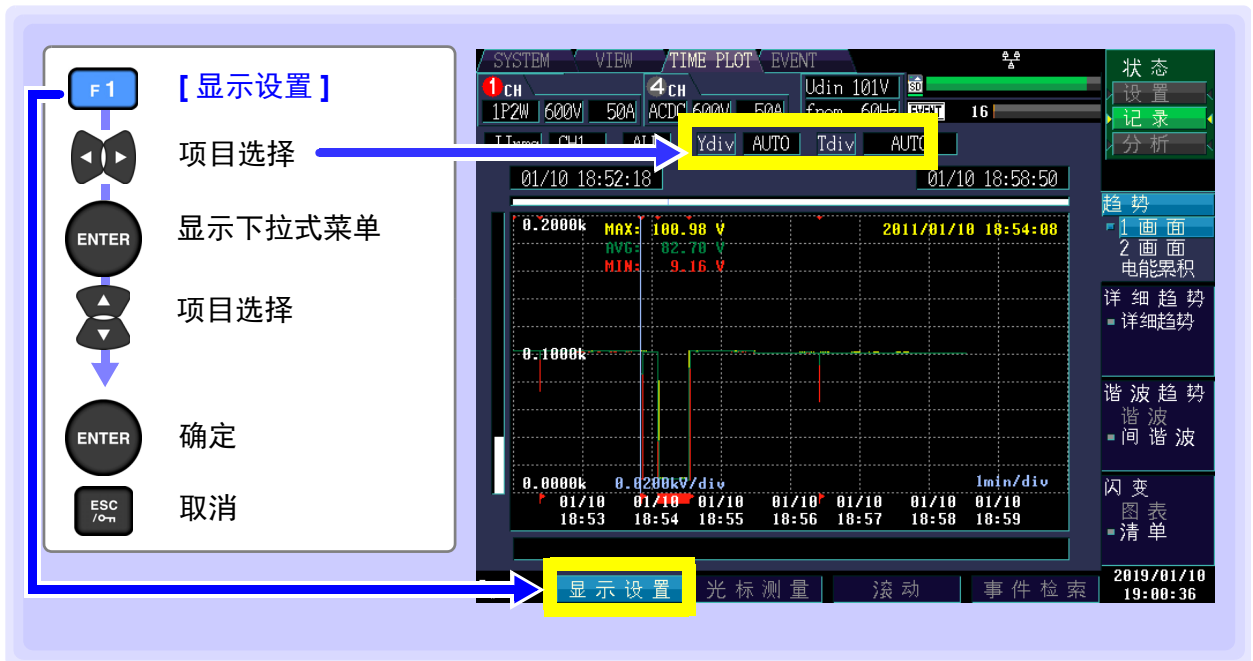 F1 [ 显示设置 ]
项目选择
ENTER 显示下拉式菜单
项目选择
ENTER 确定
ESC 取消
SYSTEM VIEW TIME PLOT EVENT
1 CH 4 CH Udin 101V SD
1P2W 600V 50A ACDC 600V 50A fnom 60Hz EVENT 16
CH1 Ydiv AUTO Tdiv AUTO
01/10 18:52:18 01/10 18:58:50
0.2000k MAX: 100.98 V 2011/01/10 18:54:08
AVG: 82.70 V
MIN: 9.16 V
0.1000k
0.0000k 0.0200kV/div 1min/div
01/10 01/10 01/10 01/10 01/10 01/10 01/10
18:53 18:54 18:55 18:56 18:57 18:58 18:59
显示设置 光标测量 滚动 事件检索
状态
设置
记录
分析
趋势
1画面
2画面
电能累积
详细趋势
详细趋势
谐波趋势
谐波
间谐波
闪变
图表
清单
2019/01/10
19:00:36